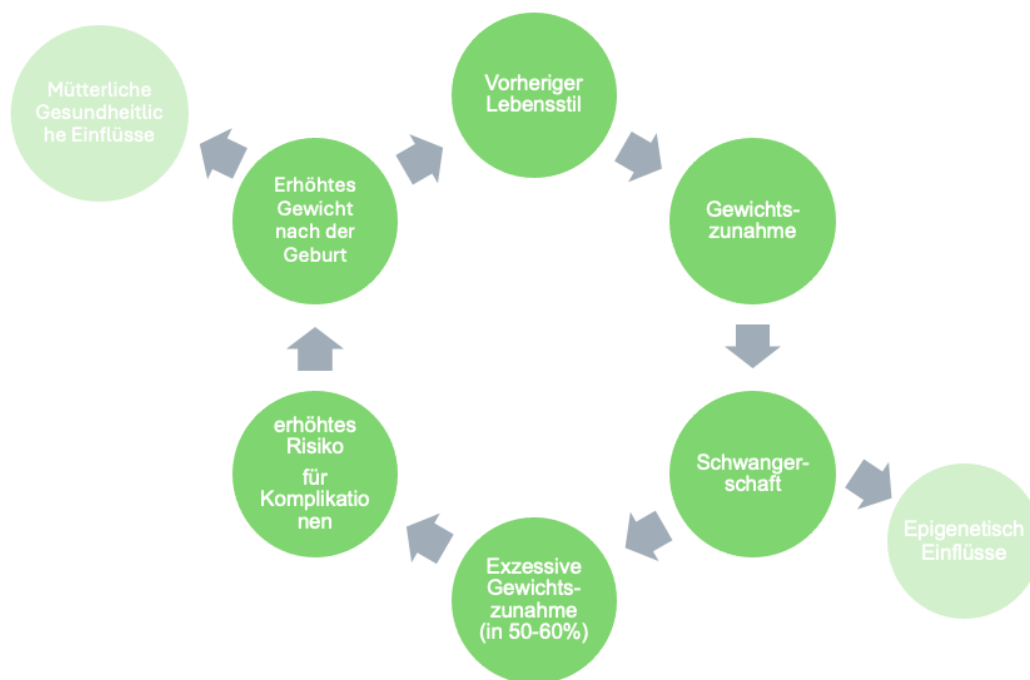 Mütterliche
Gesundheitlic
he Einflüsse
Vorheriger
Lebensstil
Erhöhtes
Gewicht
nach der
Geburt
Gewichts-
zunahme
erhöhtes
Risiko
für
Komplikatio
nen
Schwanger-
schaft
Exzessive
Gewichts-
zunahme
(in 50-60%)
Epigenetisch
Einflüsse